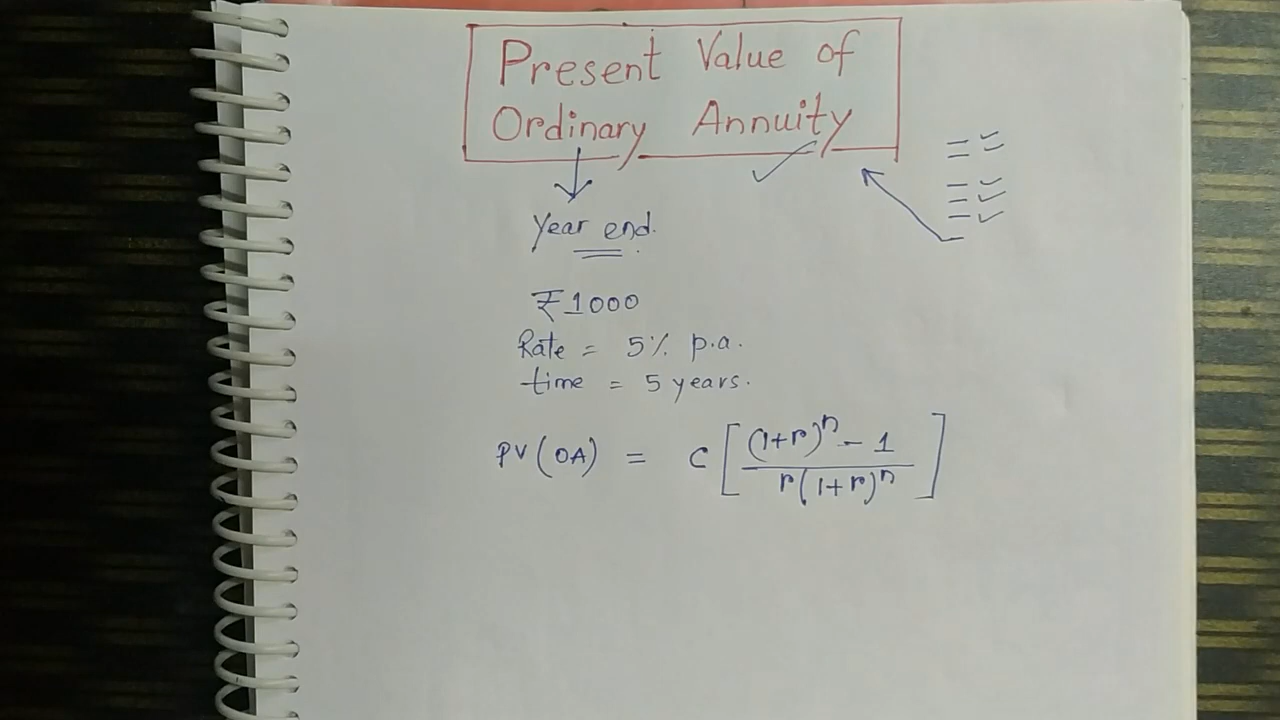 Present Value of
Ordinary Annuity
Year end.
₹1000
Rate = 5% p.a.
time = 5 years.
PV(OA) = C[((1+r)^n - 1)/(r(1+r)^n)]